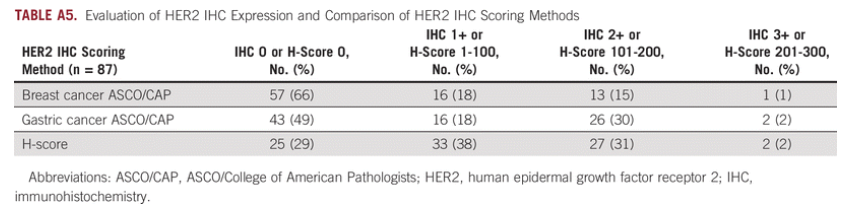 TABLE A5. Evaluation of HER2 IHC Expression and Comparison of HER2 IHC Scoring Methods
HER2 IHC Scoring Method (n = 87) IHC 0 or H-Score 0, No. (%) IHC 1+ or H-Score 1-100, No. (%) IHC 2+ or H-Score 101-200, No. (%) IHC 3+ or H-Score 201-300, No. (%)
Breast cancer ASCO/CAP 57 (66) 16 (18) 13 (15) 1 (1)
Gastric cancer ASCO/CAP 43 (49) 16 (18) 26 (30) 2 (2)
H-score 25 (29) 33 (38) 27 (31) 2 (2)
Abbreviations: ASCO/CAP, ASCO/College of American Pathologists; HER2, human epidermal growth factor receptor 2; IHC,
immunohistochemistry.